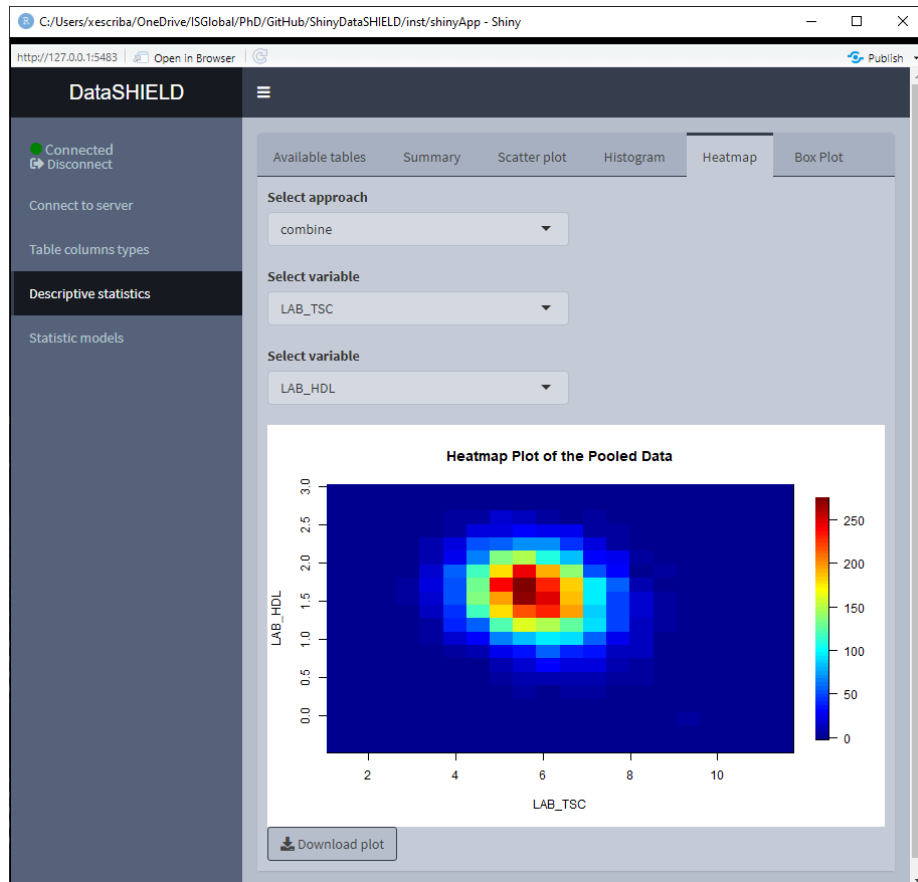 C:/Users/xescriba/OneDrive/ISGlobal/PhD/GitHub/ShinyDataSHIELD/inst/shinyApp - Shiny
http://127.0.0.1:5483 Open in Browser Publish
DataSHIELD
Connected
Disconnect
Connect to server
Table columns types
Descriptive statistics
Statistic models
Available tables Summary Scatter plot Histogram Heatmap Box Plot
Select approach
combine
Select variable
LAB_TSC
Select variable
LAB_HDL
Heatmap Plot of the Pooled Data
3.0
2.5
2.0
1.5
1.0
0.5
0.0
LAB_HDL
2 4 6 8 10
LAB_TSC
250
200
150
100
50
0
Download plot